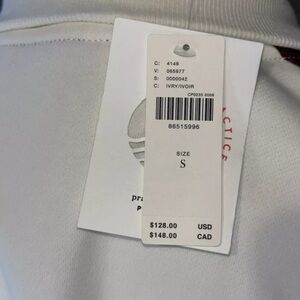 C: 4149
V: 065977
S: 0000042
C: IVRY/IVOIR
86515996
SIZE
S
$128.00 USD
$148.00 CAD